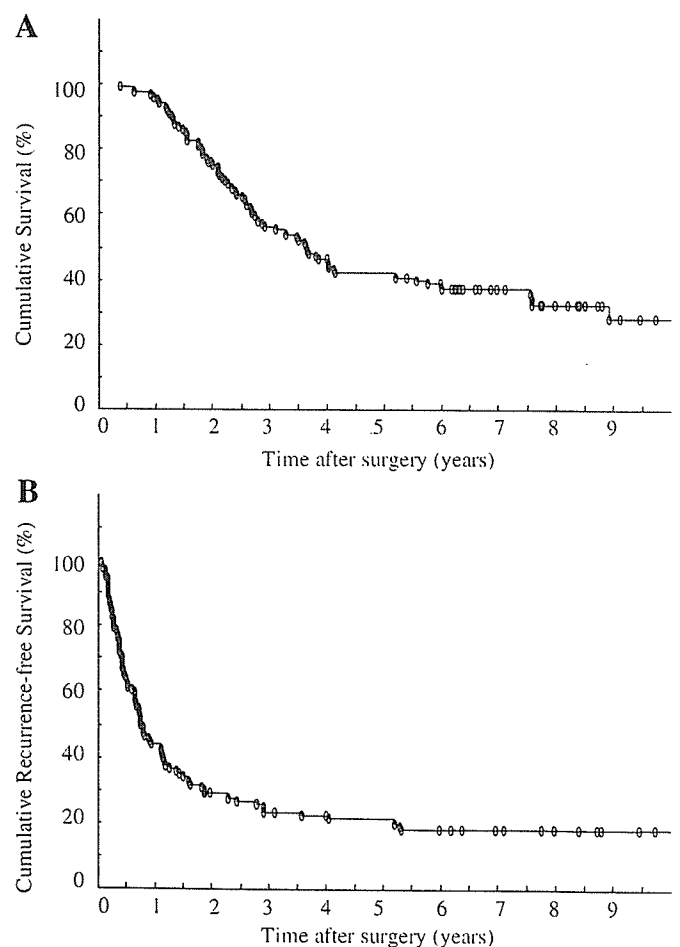 A
Cumulative Survival (%)
100
80
60
40
20
0
0 1 2 3 4 .5 6 7 8 9
Time after surgery (years)
B
Cumulative Recurrence-free Survival (%)
100
80
60
40
20
0
0 1 2 3 4 5 6 7 8 9
Time after surgery (years)